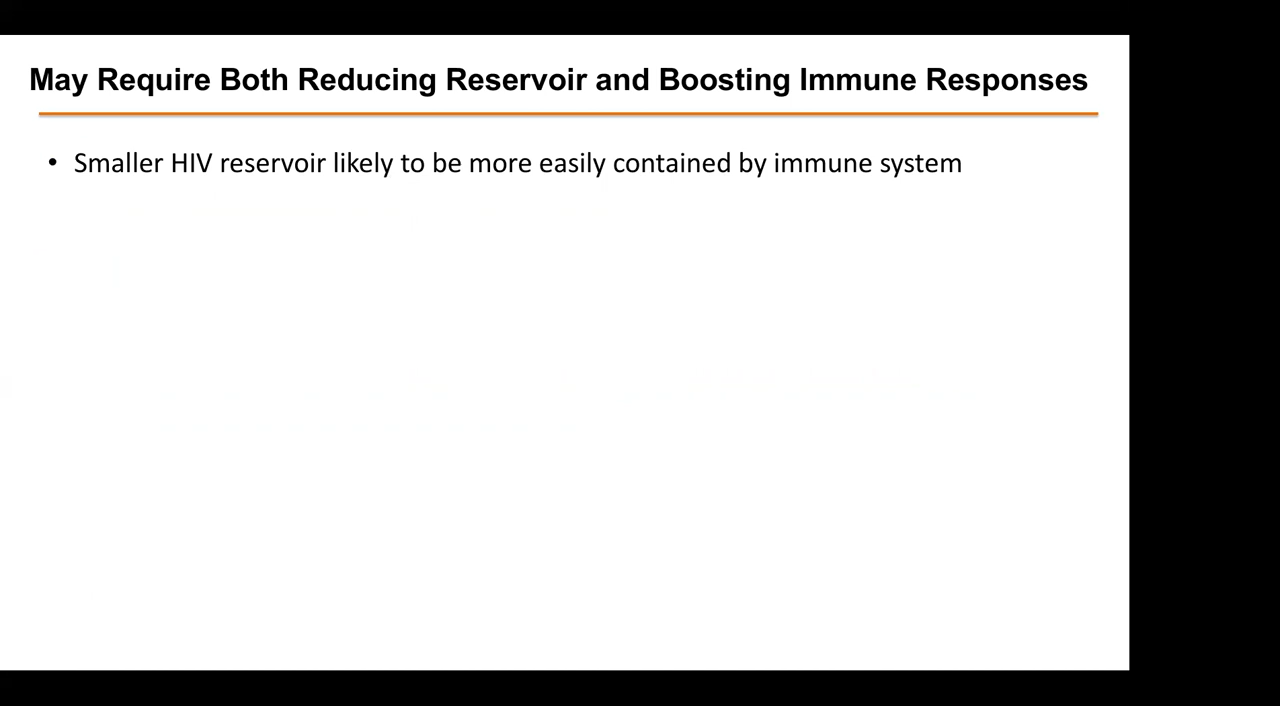 May Require Both Reducing Reservoir and Boosting Immune Responses
• Smaller HIV reservoir likely to be more easily contained by immune system